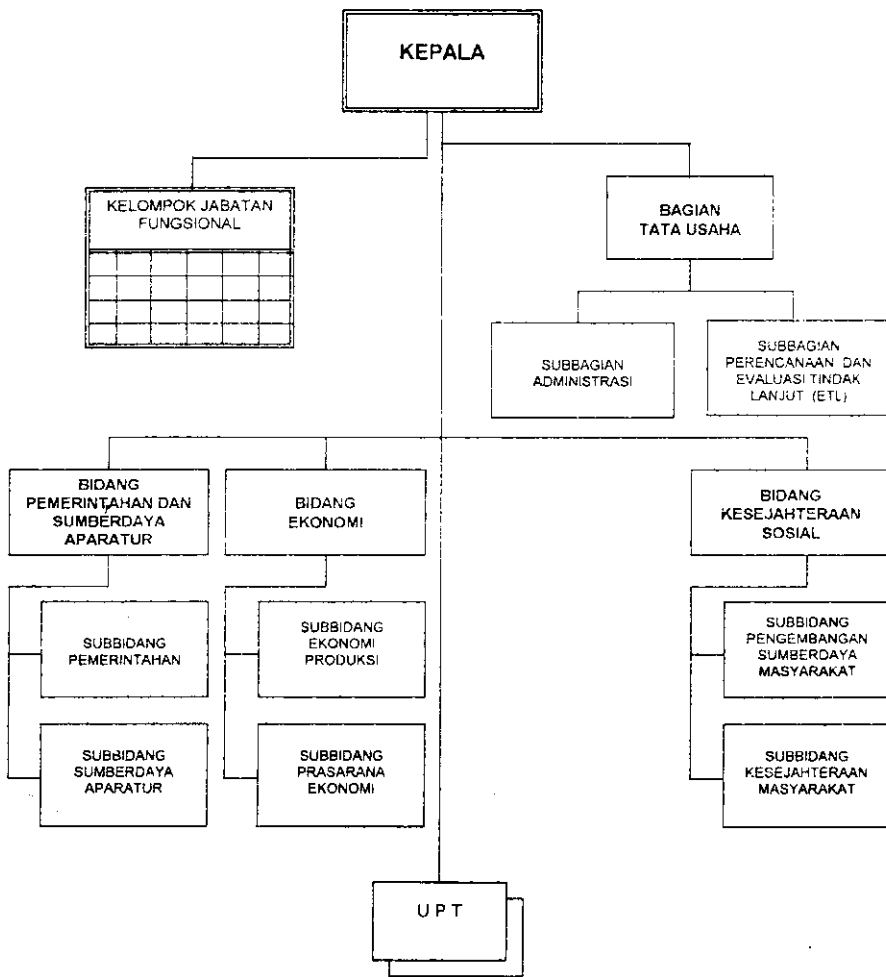 KEPALA
KELOMPOK JABATAN
FUNGSIONAL
BAGIAN
TATA USAHA
SUBBAGIAN
ADMINISTRASI
SUBBAGIAN
PERENCANAAN DAN
EVALUASI TINDAK
LANJUT (ETL)
BIDANG
PEMERINTAHAN DAN
SUMBERDAYA
APARATUR
BIDANG
EKONOMI
BIDANG
KESEJAHTERAAN
SOSIAL
SUBBIDANG
PEMERINTAHAN
SUBBIDANG
EKONOMI
PRODUKSI
SUBBIDANG
PENGEMBANGAN
SUMBERDAYA
MASYARAKAT
SUBBIDANG
SUMBERDAYA
APARATUR
SUBBIDANG
PRASARANA
EKONOMI
SUBBIDANG
KESEJAHTERAAN
MASYARAKAT
U P T